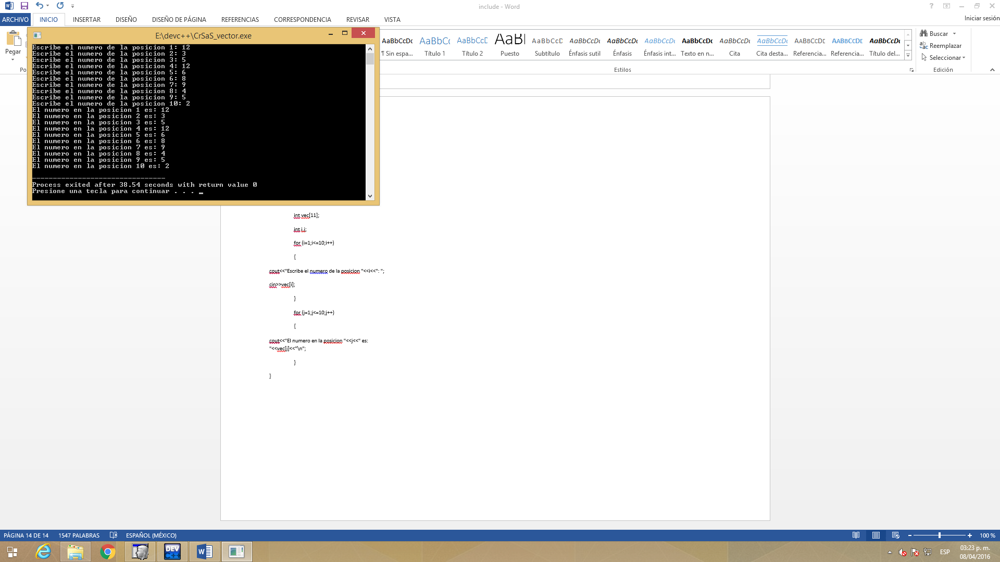 include - Word
ARCHIVO INICIO INSERTAR DISEÑO DISEÑO DE PÁGINA REFERENCIAS CORRESPONDENCIA REVISAR VISTA Iniciar sesión
E:\devc++\CrSaS_vector.exe
Pegar
Po
AaBbCcDc AaBbCc AaBbCcD AaB AaBbCcD AaBbCcDc AaBbCcDc AaBbCcDc AaBbCcDc AaBbCcDc AaBbCcDc AABBCCDE AABBCCDE AaBbCcDc
¶ Sin espa... Título 1 Título 2 Puesto Subtítulo Énfasis sutil Énfasis Énfasis int... Texto en n... Cita Cita desta... Referencia... Referencia... Título del...
Estilos
Buscar
Reemplazar
Seleccionar
Edición
Escribe el numero de la posicion 1: 12
Escribe el numero de la posicion 2: 3
Escribe el numero de la posicion 3: 5
Escribe el numero de la posicion 4: 12
Escribe el numero de la posicion 5: 6
Escribe el numero de la posicion 6: 8
Escribe el numero de la posicion 7: 9
Escribe el numero de la posicion 8: 4
Escribe el numero de la posicion 9: 5
Escribe el numero de la posicion 10: 2
El numero en la posicion 1 es: 12
El numero en la posicion 2 es: 3
El numero en la posicion 3 es: 5
El numero en la posicion 4 es: 12
El numero en la posicion 5 es: 6
El numero en la posicion 6 es: 8
El numero en la posicion 7 es: 9
El numero en la posicion 8 es: 4
El numero en la posicion 9 es: 5
El numero en la posicion 10 es: 2
--------------------------------
Process exited after 38.54 seconds with return value 0
Presione una tecla para continuar . . . _
int vec[11];
int i,j;
for (i=1;i<=10;i++)
{
cout<<"Escribe el numero de la posicion "<<i<<": ";
cin>>vec[i];
}
for (j=1;j<=10;j++)
{
cout<<"El numero en la posicion "<<j<<" es:
"<<vec[j]<<"\n";
}
}
PÁGINA 14 DE 14 1547 PALABRAS ESPAÑOL (MÉXICO) 100 %
DEV C++
ESP
03:23 p. m.
08/04/2016